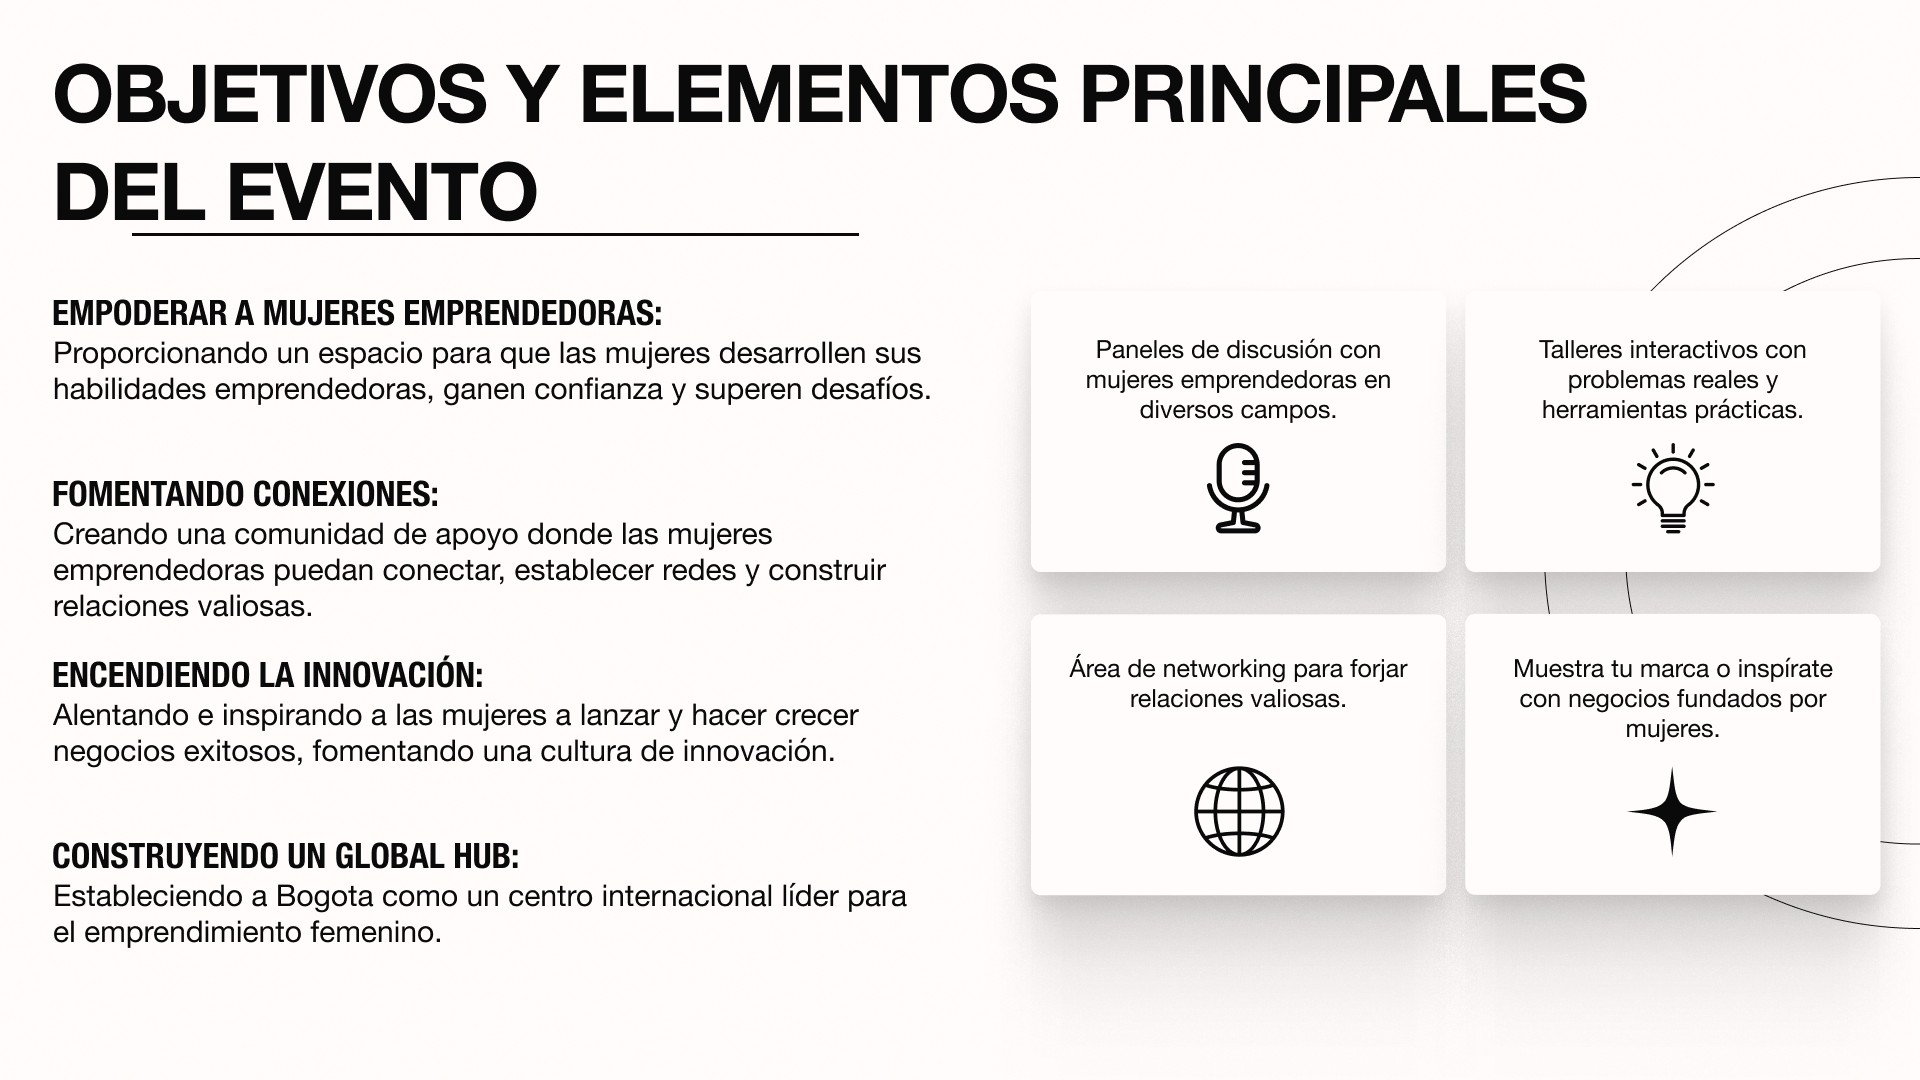 OBJETIVOS Y ELEMENTOS PRINCIPALES
DEL EVENTO
EMPODERAR A MUJERES EMPRENDEDORAS:
Proporcionando un espacio para que las mujeres desarrollen sus
habilidades emprendedoras, ganen confianza y superen desafíos.
FOMENTANDO CONEXIONES:
Creando una comunidad de apoyo donde las mujeres
emprendedoras puedan conectar, establecer redes y construir
relaciones valiosas.
ENCENDIENDO LA INNOVACIÓN:
Alentando e inspirando a las mujeres a lanzar y hacer crecer
negocios exitosos, fomentando una cultura de innovación.
CONSTRUYENDO UN GLOBAL HUB:
Estableciendo a Bogota como un centro internacional líder para
el emprendimiento femenino.
Paneles de discusión con
mujeres emprendedoras en
diversos campos.
Talleres interactivos con
problemas reales y
herramientas prácticas.
Área de networking para forjar
relaciones valiosas.
Muestra tu marca o inspírate
con negocios fundados por
mujeres.